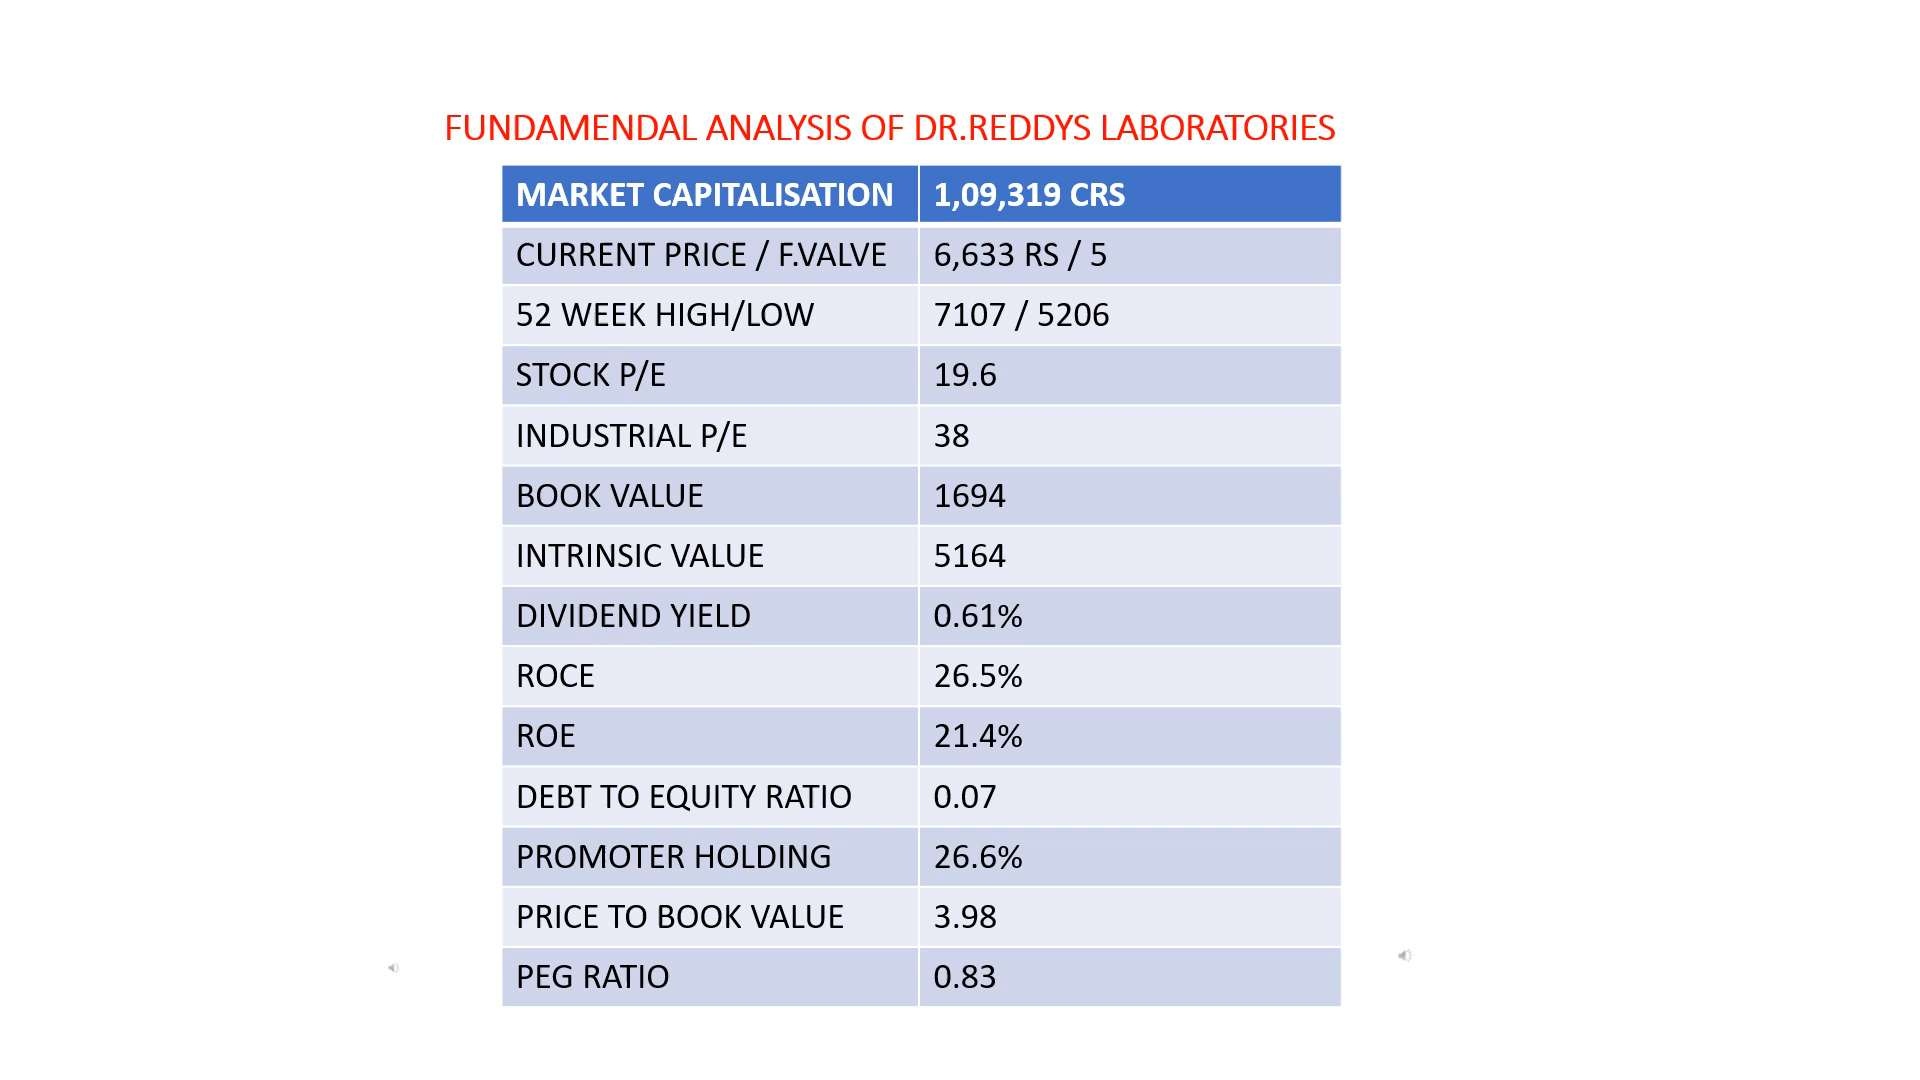 FUNDAMENDAL ANALYSIS OF DR.REDDYS LABORATORIES
MARKET CAPITALISATION 1,09,319 CRS
CURRENT PRICE / F.VALVE 6,633 RS / 5
52 WEEK HIGH/LOW 7107 / 5206
STOCK P/E 19.6
INDUSTRIAL P/E 38
BOOK VALUE 1694
INTRINSIC VALUE 5164
DIVIDEND YIELD 0.61%
ROCE 26.5%
ROE 21.4%
DEBT TO EQUITY RATIO 0.07
PROMOTER HOLDING 26.6%
PRICE TO BOOK VALUE 3.98
PEG RATIO 0.83